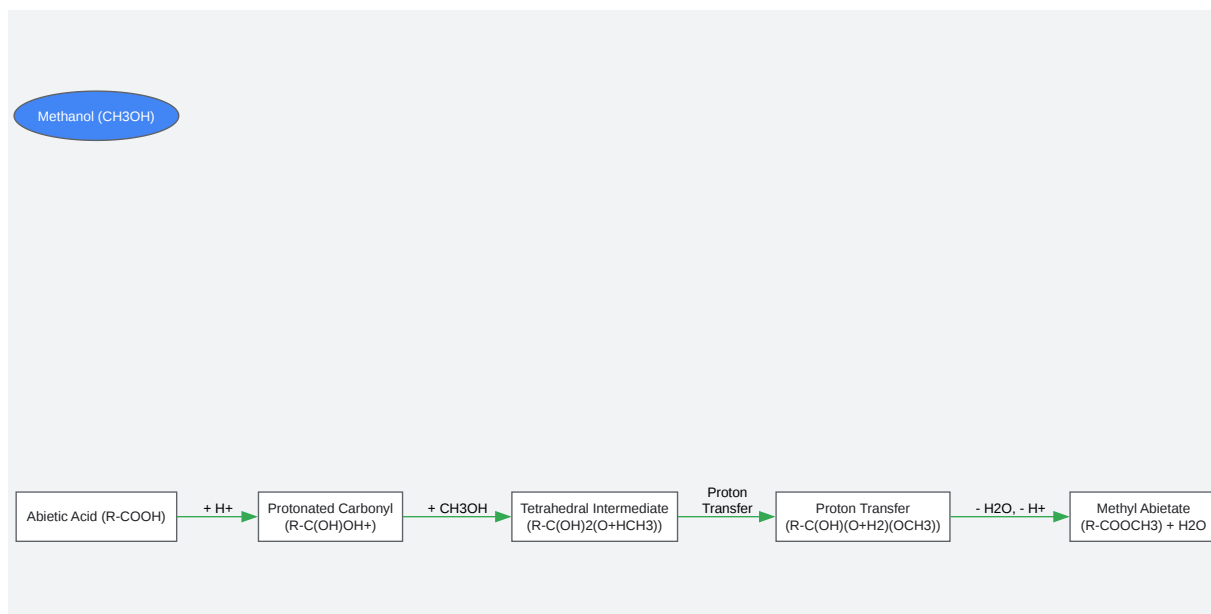 Methanol (CH3OH)
Abietic Acid (R-COOH)
+ H+
Protonated Carbonyl
(R-C(OH)OH+)
+ CH3OH
Tetrahedral Intermediate
(R-C(OH)2(O+HCH3))
Proton
Transfer
Proton Transfer
(R-C(OH)(O+H2)(OCH3))
- H2O, - H+
Methyl Abietate
(R-COOCH3) + H2O